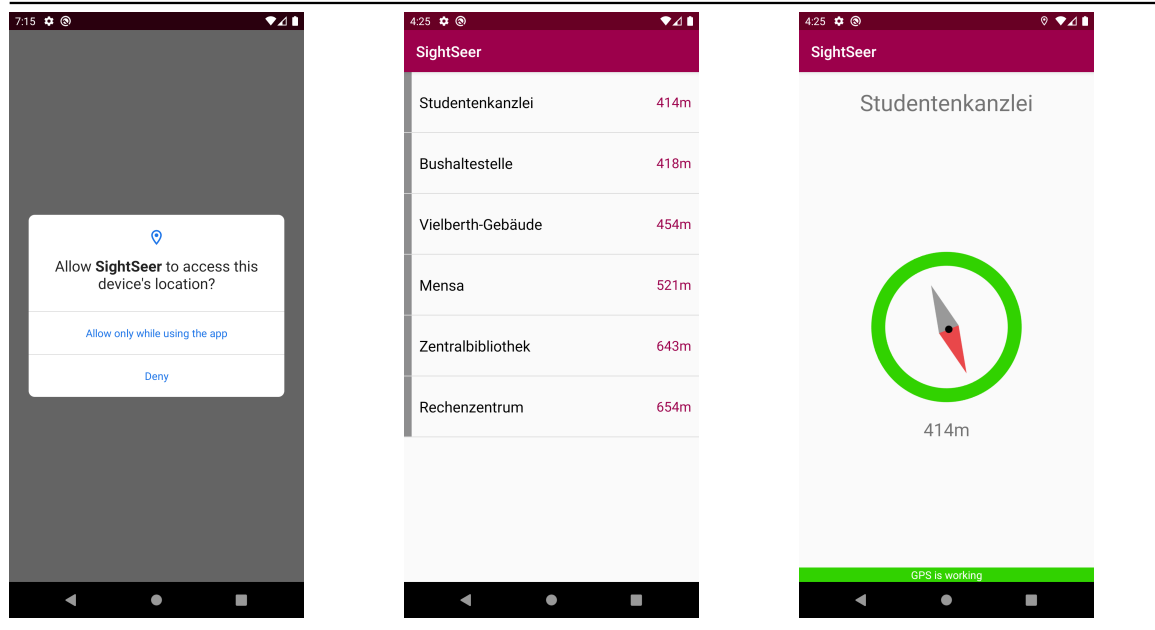 7:15
Allow SightSeer to access this
device's location?
Allow only while using the app
Deny
4:25
SightSeer
Studentenkanzlei 414m
Bushaltestelle 418m
Vielberth-Gebäude 454m
Mensa 521m
Zentralbibliothek 643m
Rechenzentrum 654m
4:25
SightSeer
Studentenkanzlei
414m
GPS is working